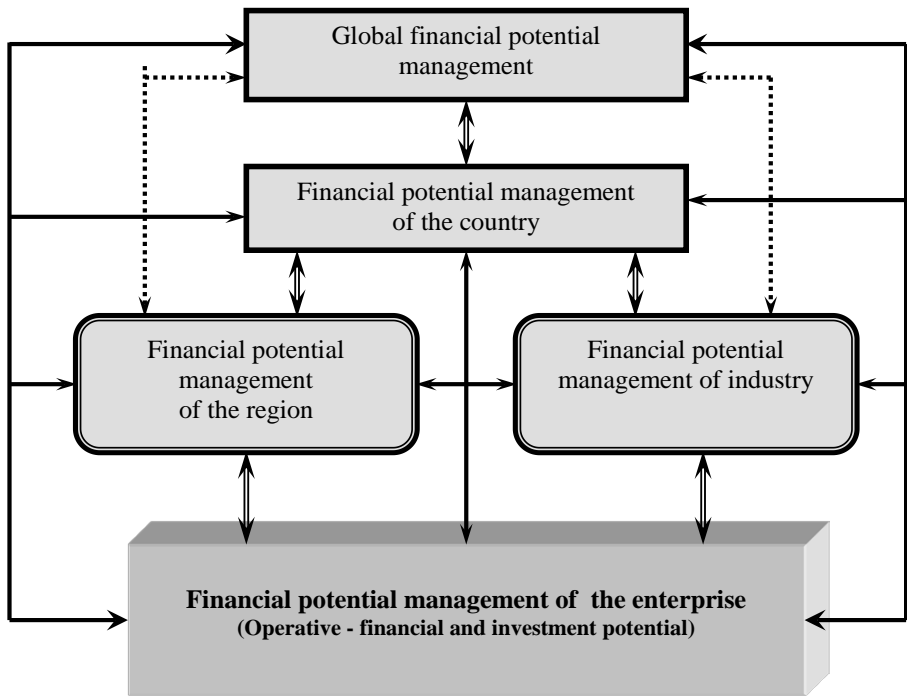 Global financial potential
management
Financial potential management
of the country
Financial potential
management
of the region
Financial potential
management of industry
Financial potential management of  the enterprise
(Operative - financial and investment potential)